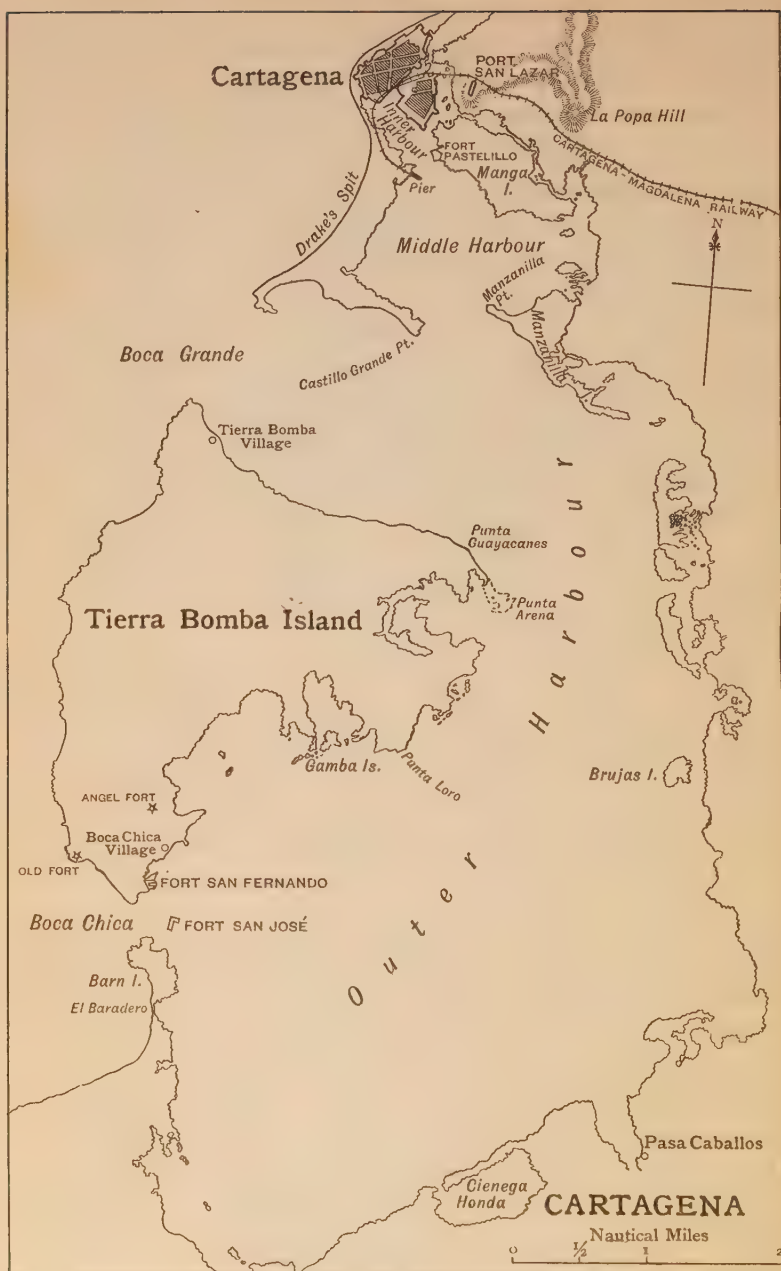 Cartagena
PORT
SAN LAZAR
La Popa Hill
Inner
Harbour
FORT
PASTELILLO
CARTAGENA-MAGDALENA RAILWAY
Manga
I.
Pier
Drake's Spit
N
Middle Harbour
Manzanilla
Pt.
Manzanilla
Boca Grande
Castillo Grande Pt.
Tierra Bomba
Village
Punta
Guayacanes
Tierra Bomba Island
Punta
Arena
Outer Harbour
Gamba Is.
Punta Loro
Brujas I.
ANGEL FORT
Boca Chica
Village
OLD FORT
FORT SAN FERNANDO
Boca Chica
FORT SAN JOSÉ
Barn I.
El Baradero
Pasa Caballos
Cienega
Honda
CARTAGENA
Nautical Miles
0 1/2 1 2